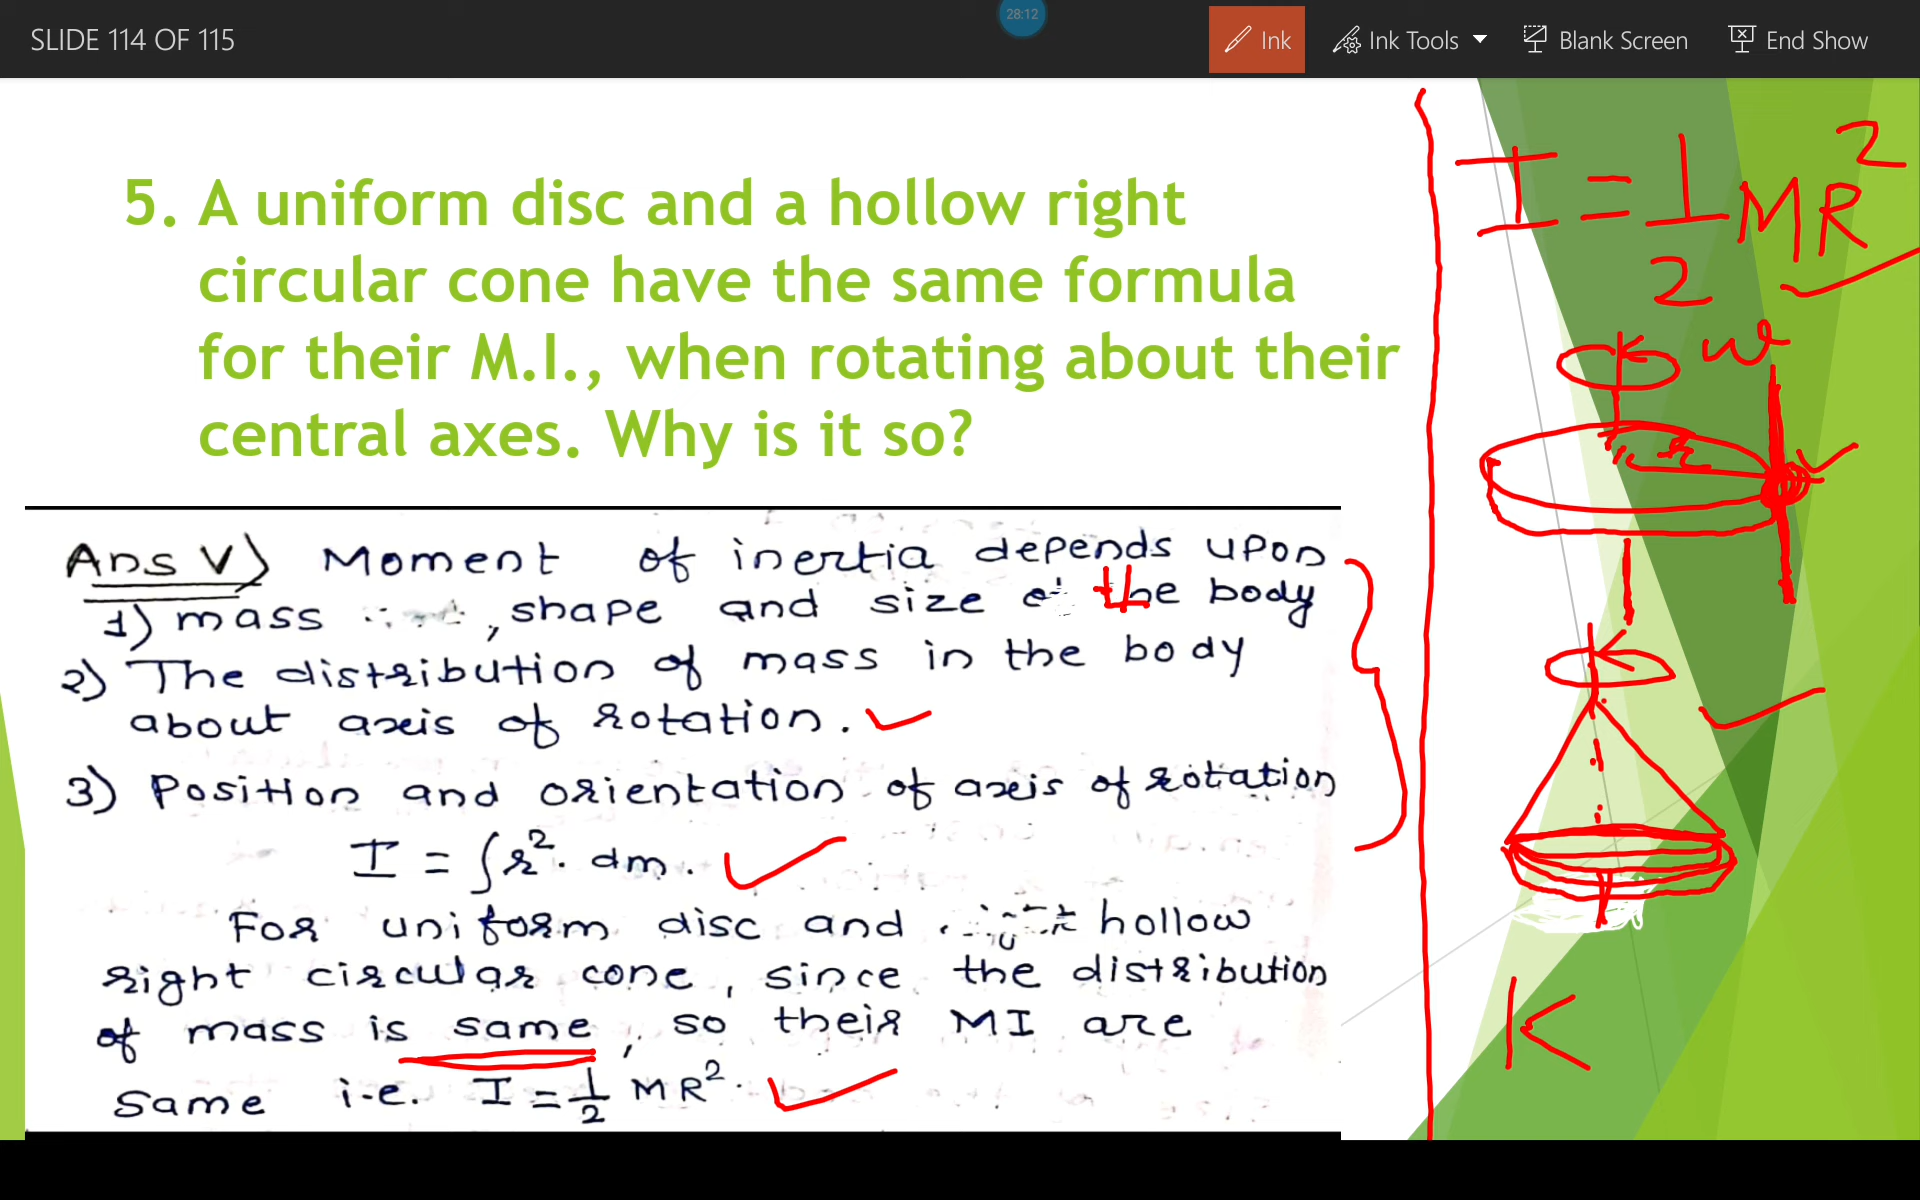 SLIDE 114 OF 115
28:12
Ink
Ink Tools
Blank Screen
End Show
5. A uniform disc and a hollow right
circular cone have the same formula
for their M.I., when rotating about their
central axes. Why is it so?
Ans V) Moment of inertia depends upon
1) mass , shape and size of the body
2) The distribution of mass in the body
about axis of rotation.
3) Position and orientation of axis of rotation
I = ∫r². dm.
For uniform disc and hollow
right circular cone, since the distribution
of mass is same, so their MI are
same i.e. I = 1/2 MR².
I = 1/2 MR²
w
K